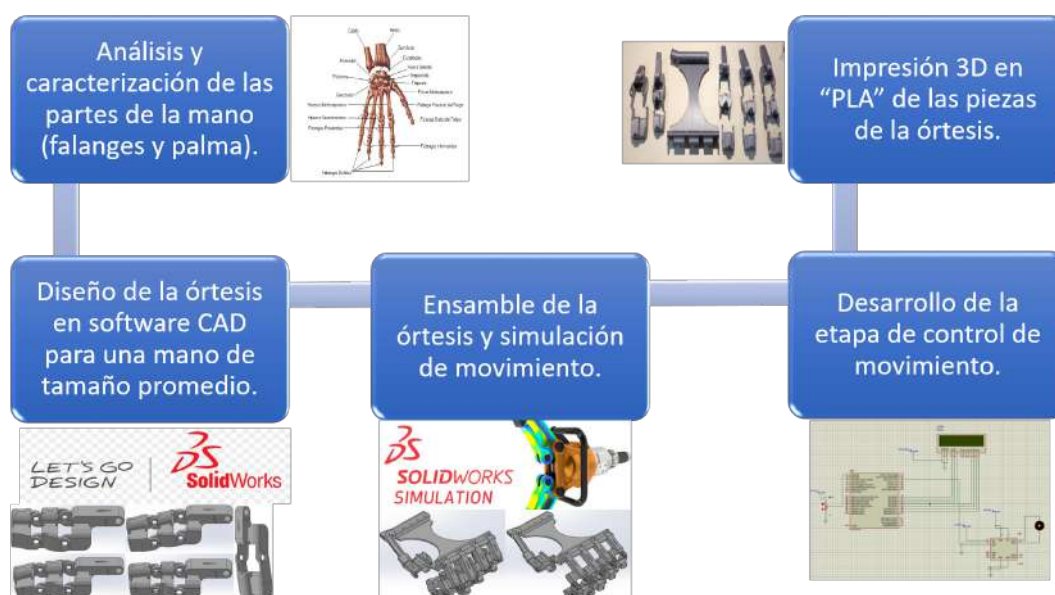 Análisis y
caracterización de las
partes de la mano
(falanges y palma).
Impresión 3D en
“PLA” de las piezas
de la órtesis.
Diseño de la órtesis
en software CAD
para una mano de
tamaño promedio.
Ensamble de la
órtesis y simulación
de movimiento.
Desarrollo de la
etapa de control de
movimiento.
LET'S GO
DESIGN
SolidWorks
SOLIDWORKS
SIMULATION